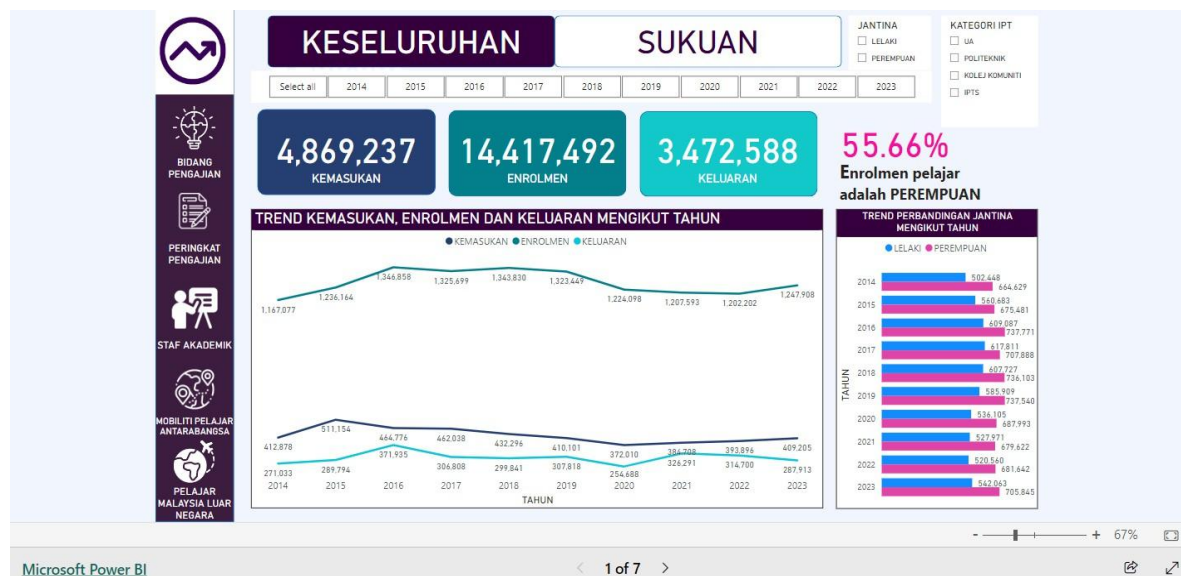 KESELURUHAN
SUKUAN
JANTINA
LELAKI
PEREMPUAN
KATEGORI IPT
UA
POLITEKNIK
KOLEJ KOMUNITI
IPTS
Select all 2014 2015 2016 2017 2018 2019 2020 2021 2022 2023
BIDANG
PENGAJIAN
PERINGKAT
PENGAJIAN
STAF AKADEMIK
MOBILITI PELAJAR
ANTARABANGSA
PELAJAR
MALAYSIA LUAR
NEGARA
4,869,237
KEMASUKAN
14,417,492
ENROLMEN
3,472,588
KELUARAN
55.66%
Enrolmen pelajar
adalah PEREMPUAN
TREND KEMASUKAN, ENROLMEN DAN KELUARAN MENGIKUT TAHUN
KEMASUKAN ENROLMEN KELUARAN
1,167,077 1,236,164 1,346,858 1,325,699 1,343,830 1,323,449 1,224,098 1,207,593 1,202,202 1,247,908
412,878 511,154 464,776 462,038 432,296 410,101 372,010 384,708 393,896 409,205
271,033 289,794 371,935 306,808 299,841 307,818 254,688 326,291 314,700 287,913
2014 2015 2016 2017 2018 2019 2020 2021 2022 2023
TAHUN
TREND PERBANDINGAN JANTINA
MENGIKUT TAHUN
LELAKI PEREMPUAN
TAHUN
2014 502,448
664,629
2015 560,683
675,481
2016 609,087
737,771
2017 617,811
707,888
2018 607,727
736,103
2019 585,909
737,540
2020 536,105
687,993
2021 527,971
679,622
2022 520,560
681,642
2023 542,063
705,845
- + 67%
Microsoft Power BI
< 1 of 7 >